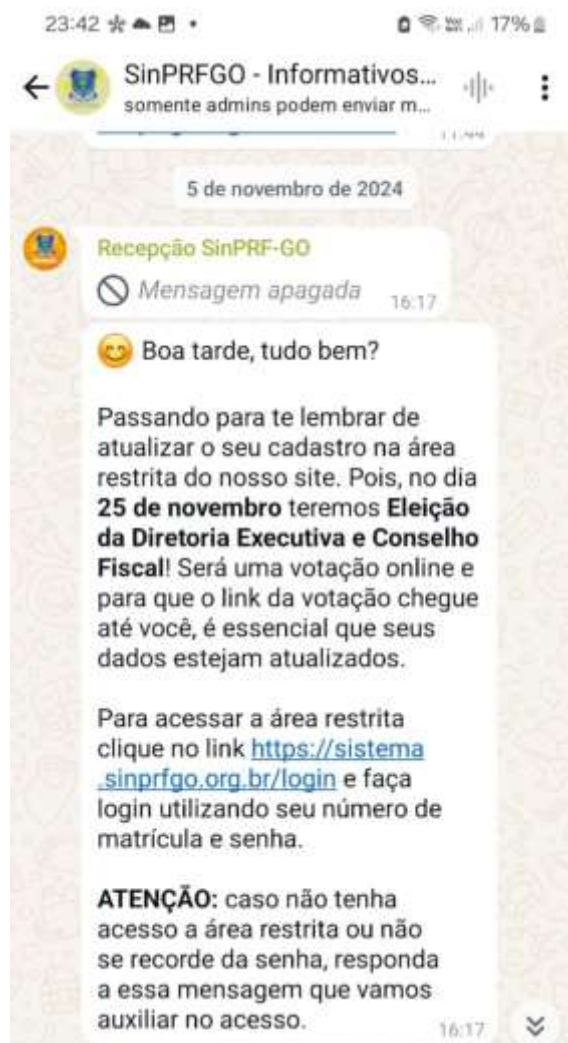 23:42
17%
SinPRFGO - Informativos...
somente admins podem enviar m...
11:44
5 de novembro de 2024
Recepção SinPRF-GO
Mensagem apagada 16:17
😊 Boa tarde, tudo bem?
Passando para te lembrar de
atualizar o seu cadastro na área
restrita do nosso site. Pois, no dia
25 de novembro teremos Eleição
da Diretoria Executiva e Conselho
Fiscal! Será uma votação online e
para que o link da votação chegue
até você, é essencial que seus
dados estejam atualizados.
Para acessar a área restrita
clique no link https://sistema
.sinprfgo.org.br/login e faça
login utilizando seu número de
matrícula e senha.
ATENÇÃO: caso não tenha
acesso a área restrita ou não
se recorde da senha, responda
a essa mensagem que vamos
auxiliar no acesso. 16:17